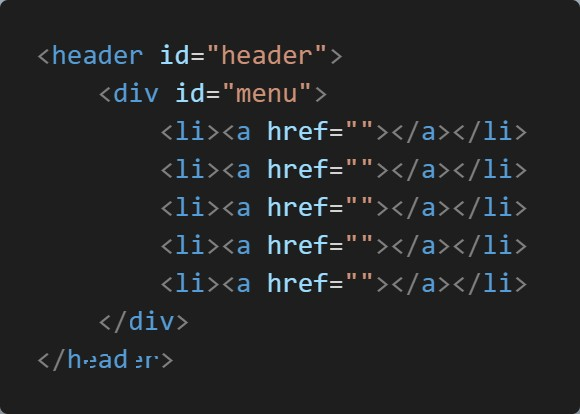 <header id="header">
<div id="menu">
<li><a href=""></a></li>
<li><a href=""></a></li>
<li><a href=""></a></li>
<li><a href=""></a></li>
<li><a href=""></a></li>
</div>
</header>